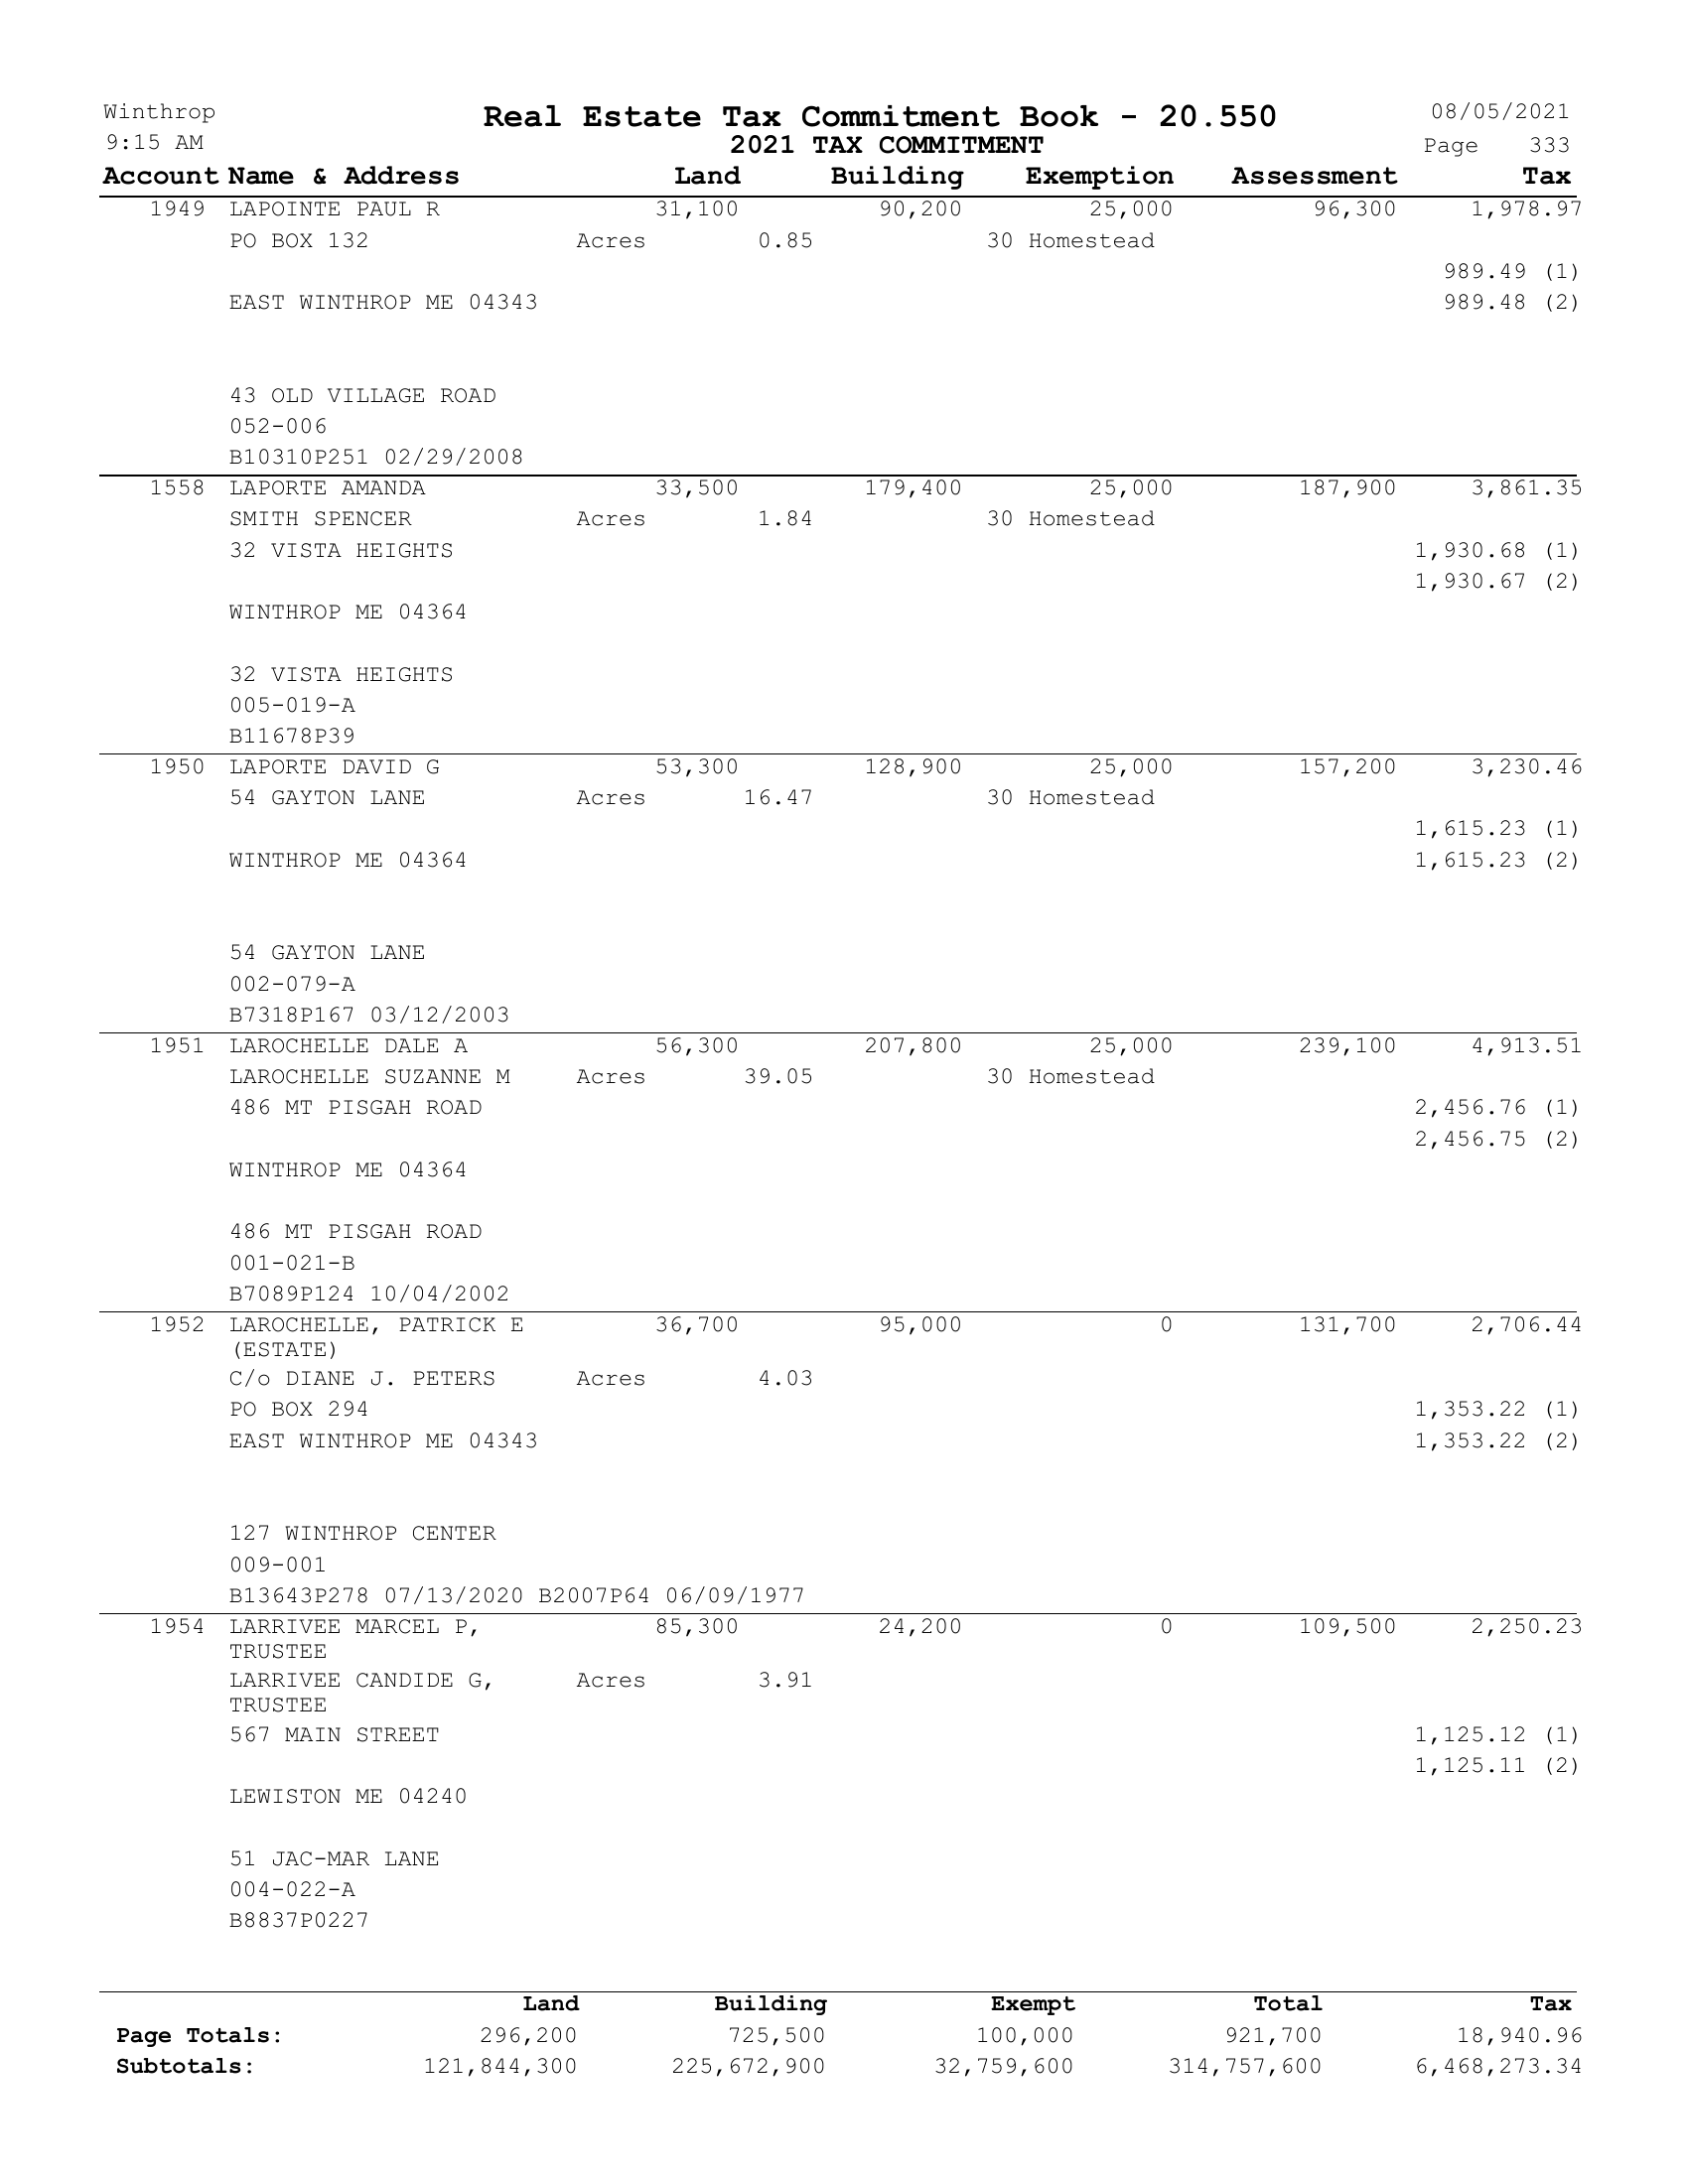 Winthrop Real Estate Tax Commitment Book - 20.550 08/05/2021
9:15 AM 2021 TAX COMMITMENT Page 333
Account Name & Address Land Building Exemption Assessment Tax
1949 LAPOINTE PAUL R 31,100 90,200 25,000 96,300 1,978.97
PO BOX 132 Acres 0.85 30 Homestead
989.49 (1)
EAST WINTHROP ME 04343 989.48 (2)
43 OLD VILLAGE ROAD
052-006
B10310P251 02/29/2008
1558 LAPORTE AMANDA 33,500 179,400 25,000 187,900 3,861.35
SMITH SPENCER Acres 1.84 30 Homestead
32 VISTA HEIGHTS 1,930.68 (1)
1,930.67 (2)
WINTHROP ME 04364
32 VISTA HEIGHTS
005-019-A
B11678P39
1950 LAPORTE DAVID G 53,300 128,900 25,000 157,200 3,230.46
54 GAYTON LANE Acres 16.47 30 Homestead
1,615.23 (1)
WINTHROP ME 04364 1,615.23 (2)
54 GAYTON LANE
002-079-A
B7318P167 03/12/2003
1951 LAROCHELLE DALE A 56,300 207,800 25,000 239,100 4,913.51
LAROCHELLE SUZANNE M Acres 39.05 30 Homestead
486 MT PISGAH ROAD 2,456.76 (1)
2,456.75 (2)
WINTHROP ME 04364
486 MT PISGAH ROAD
001-021-B
B7089P124 10/04/2002
1952 LAROCHELLE, PATRICK E 36,700 95,000 0 131,700 2,706.44
(ESTATE)
C/o DIANE J. PETERS Acres 4.03
PO BOX 294 1,353.22 (1)
EAST WINTHROP ME 04343 1,353.22 (2)
127 WINTHROP CENTER
009-001
B13643P278 07/13/2020 B2007P64 06/09/1977
1954 LARRIVEE MARCEL P, 85,300 24,200 0 109,500 2,250.23
TRUSTEE
LARRIVEE CANDIDE G, Acres 3.91
TRUSTEE
567 MAIN STREET 1,125.12 (1)
1,125.11 (2)
LEWISTON ME 04240
51 JAC-MAR LANE
004-022-A
B8837P0227
Land Building Exempt Total Tax
Page Totals: 296,200 725,500 100,000 921,700 18,940.96
Subtotals: 121,844,300 225,672,900 32,759,600 314,757,600 6,468,273.34